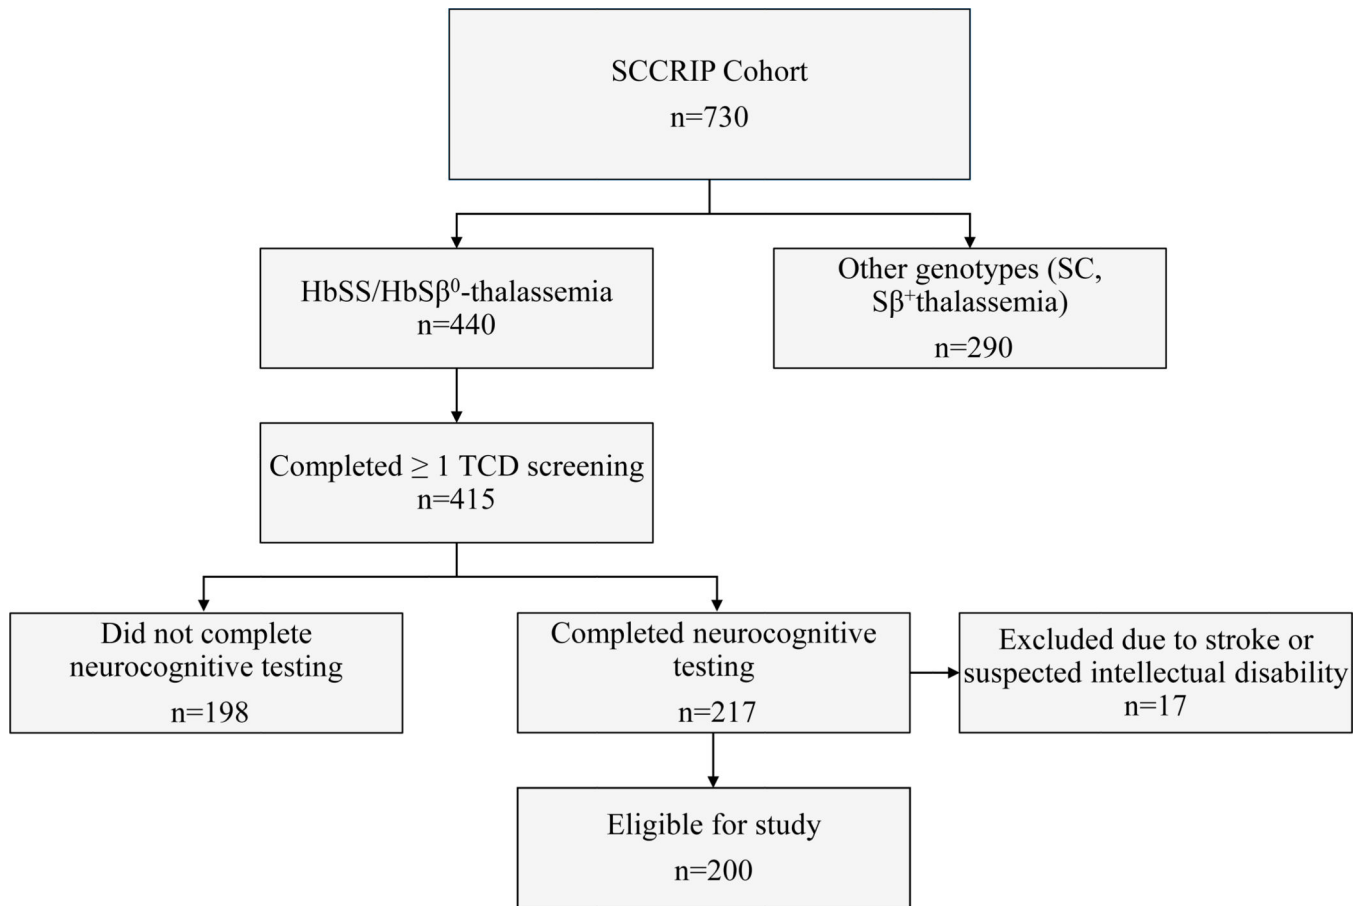 SCCRIP Cohort
n=730
HbSS/HbSβ⁰-thalassemia
n=440
Other genotypes (SC,
Sβ⁺thalassemia)
n=290
Completed ≥ 1 TCD screening
n=415
Did not complete
neurocognitive testing
n=198
Completed neurocognitive
testing
n=217
Excluded due to stroke or
suspected intellectual disability
n=17
Eligible for study
n=200